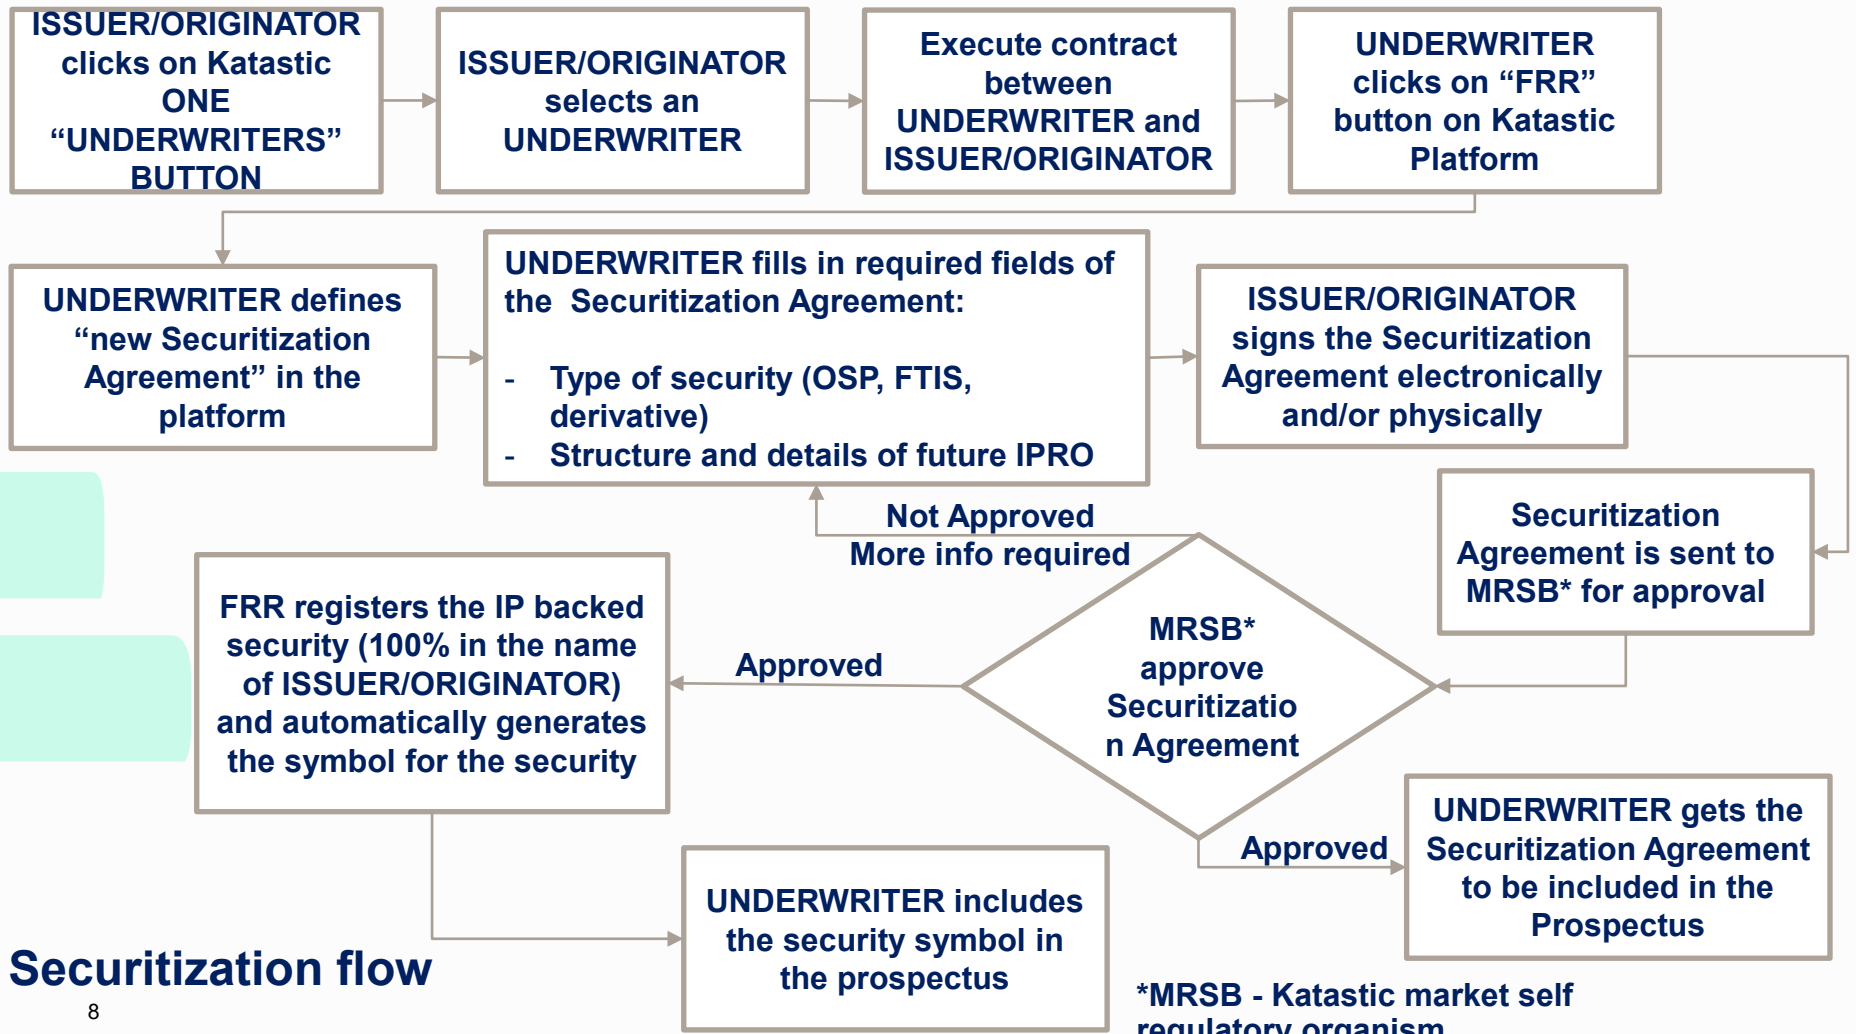 ISSUER/ORIGINATOR
clicks on Katastic
ONE
“UNDERWRITERS”
BUTTON
ISSUER/ORIGINATOR
selects an
UNDERWRITER
Execute contract
between
UNDERWRITER and
ISSUER/ORIGINATOR
UNDERWRITER
clicks on “FRR”
button on Katastic
Platform
UNDERWRITER defines
“new Securitization
Agreement” in the
platform
UNDERWRITER fills in required fields of
the Securitization Agreement:
- Type of security (OSP, FTIS,
derivative)
- Structure and details of future IPRO
ISSUER/ORIGINATOR
signs the Securitization
Agreement electronically
and/or physically
Securitization
Agreement is sent to
MRSB* for approval
Not Approved
More info required
MRSB*
approve
Securitizatio
n Agreement
Approved
FRR registers the IP backed
security (100% in the name
of ISSUER/ORIGINATOR)
and automatically generates
the symbol for the security
Approved
UNDERWRITER gets the
Securitization Agreement
to be included in the
Prospectus
UNDERWRITER includes
the security symbol in
the prospectus
Securitization flow
8
*MRSB - Katastic market self
regulatory organism